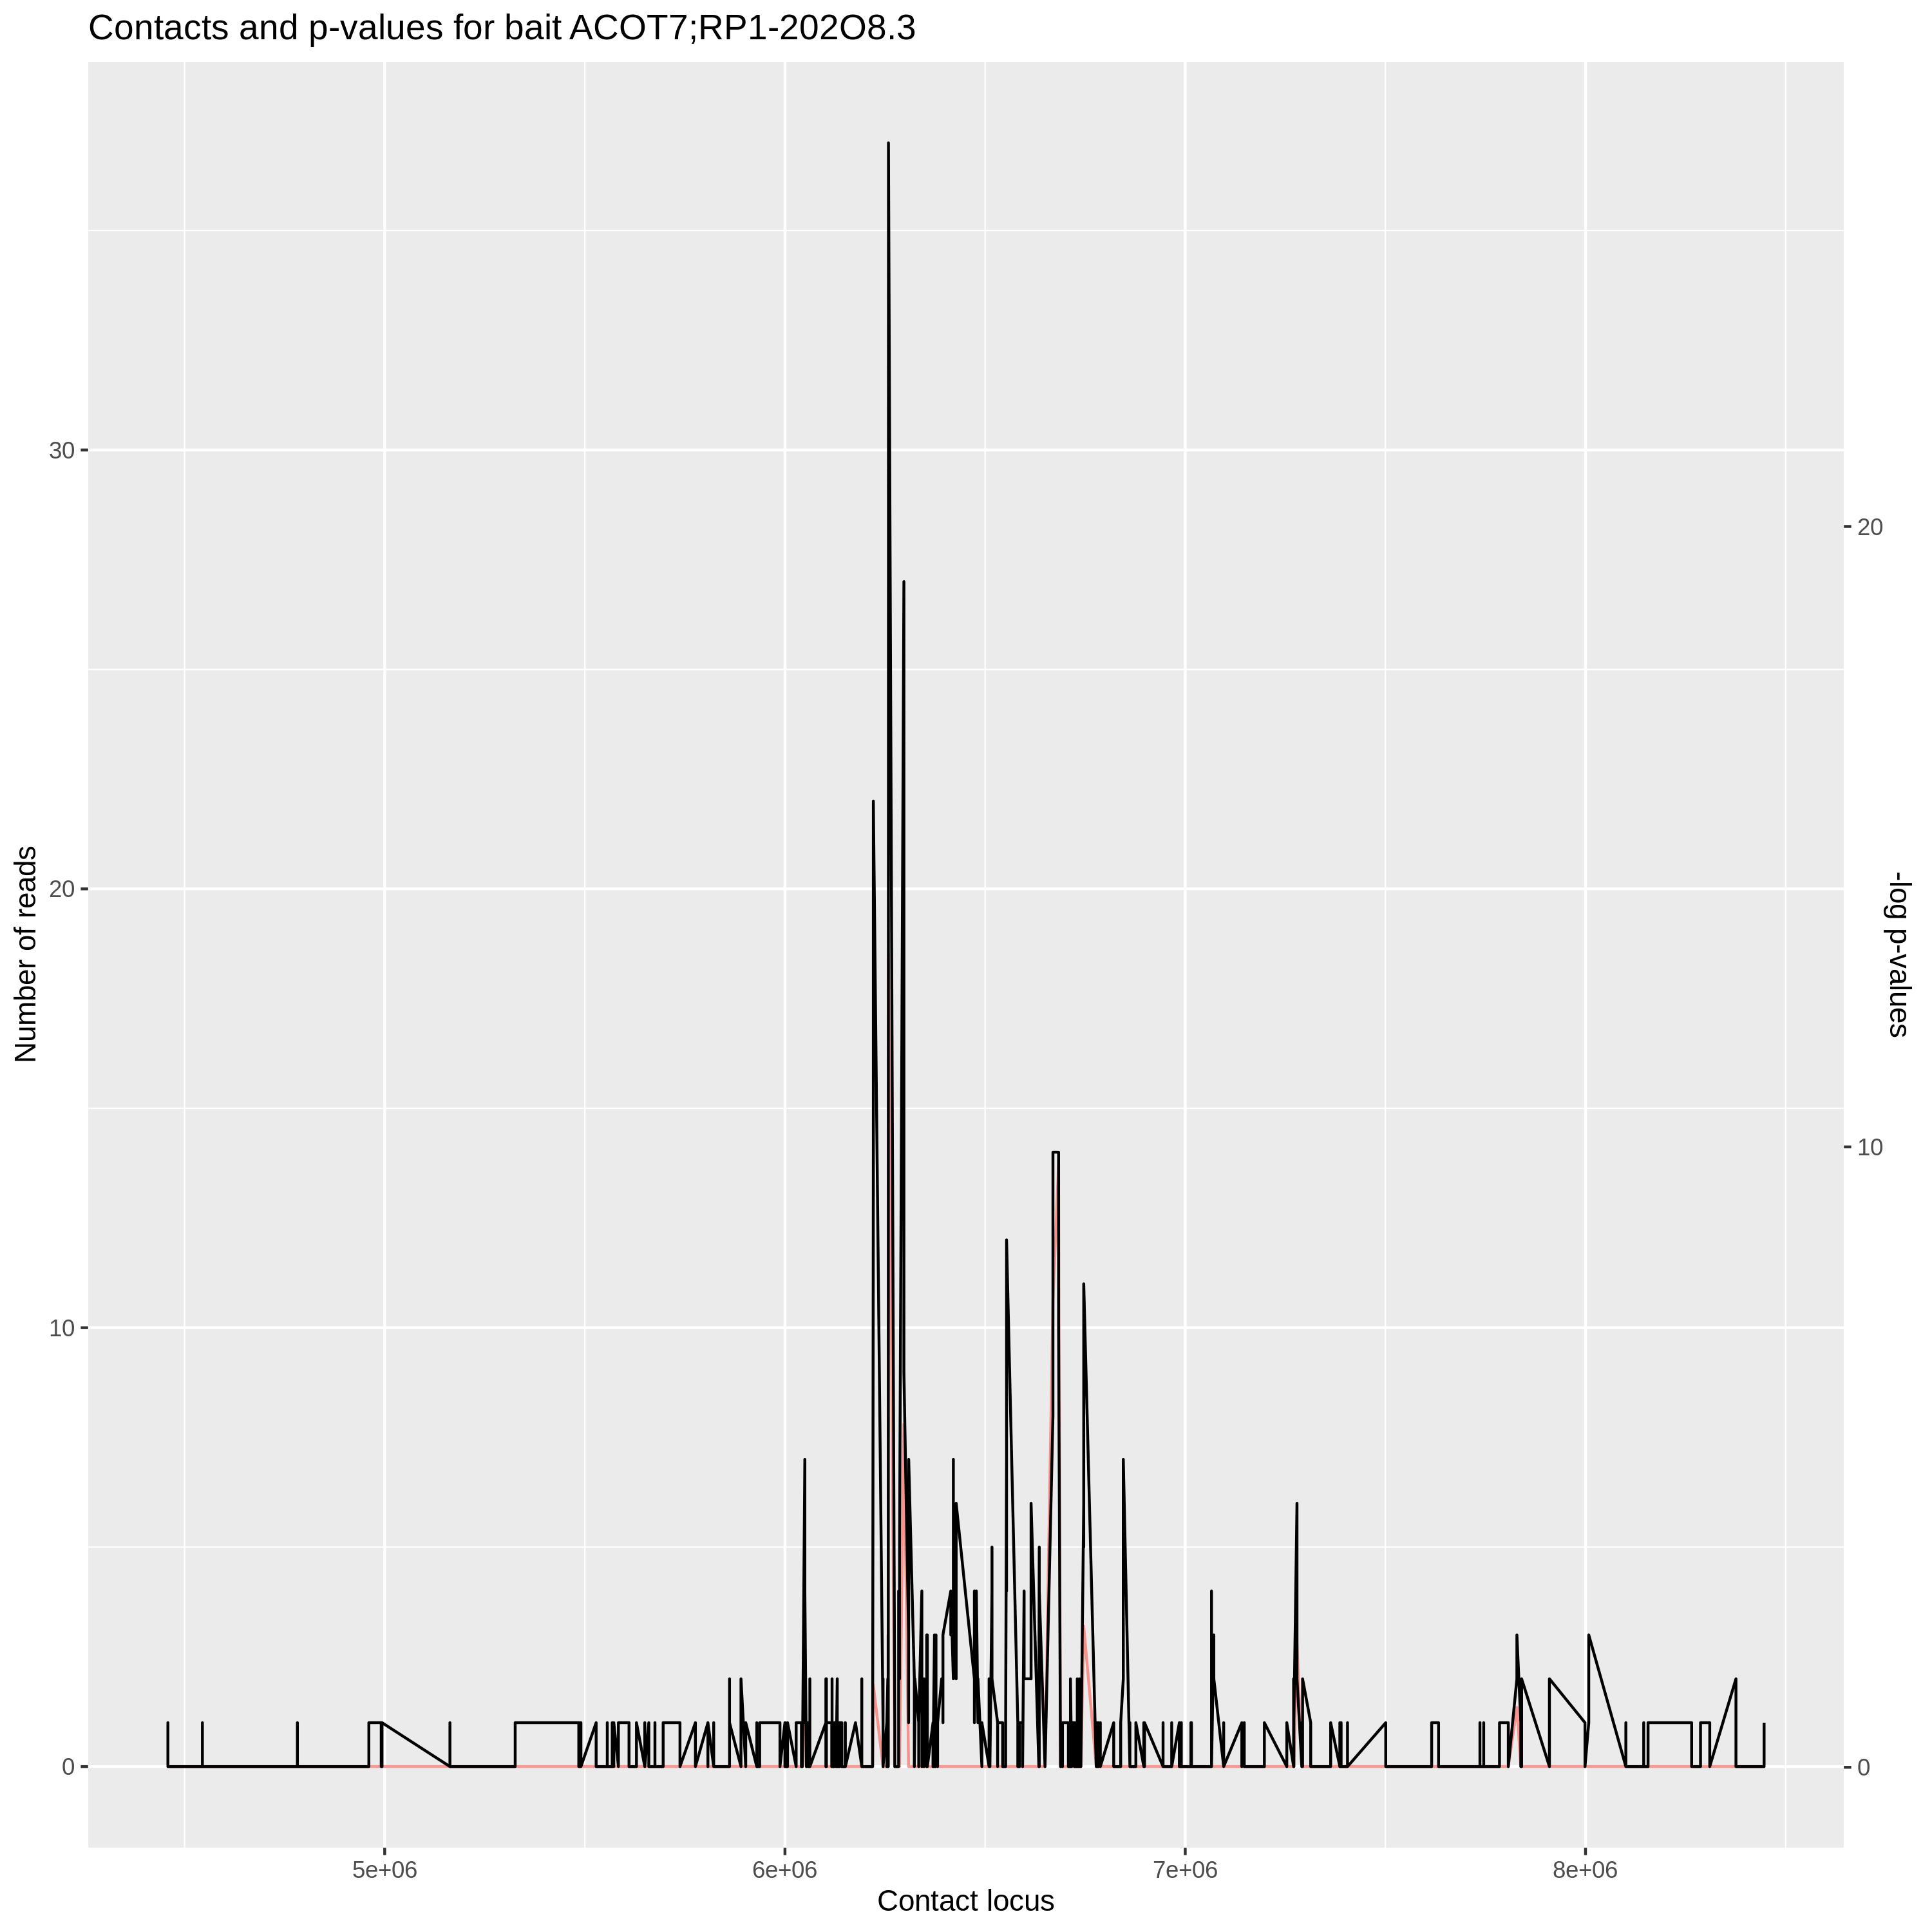 Contacts and p-values for bait ACOT7;RP1-202O8.3
30
20
10
0
Number of reads
20
10
0
-log p-values
5e+06
6e+06
7e+06
8e+06
Contact locus